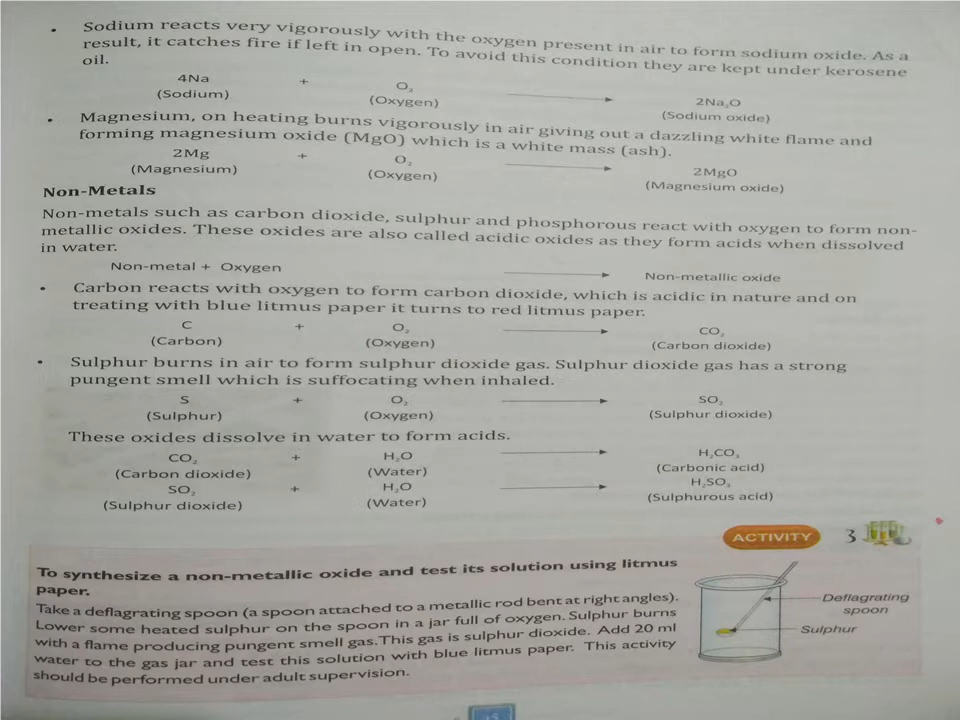 • Sodium reacts very vigorously with the oxygen present in air to form sodium oxide. As a
result, it catches fire if left in open. To avoid this condition they are kept under kerosene
oil.
4Na + O₂ ⟶ 2Na₂O
(Sodium) (Oxygen) (Sodium oxide)
• Magnesium, on heating burns vigorously in air giving out a dazzling white flame and
forming magnesium oxide (MgO) which is a white mass (ash).
2Mg + O₂ ⟶ 2MgO
(Magnesium) (Oxygen) (Magnesium oxide)
Non-Metals
Non-metals such as carbon dioxide, sulphur and phosphorous react with oxygen to form non-
metallic oxides. These oxides are also called acidic oxides as they form acids when dissolved
in water.
Non-metal + Oxygen ⟶ Non-metallic oxide
• Carbon reacts with oxygen to form carbon dioxide, which is acidic in nature and on
treating with blue litmus paper it turns to red litmus paper.
C + O₂ ⟶ CO₂
(Carbon) (Oxygen) (Carbon dioxide)
• Sulphur burns in air to form sulphur dioxide gas. Sulphur dioxide gas has a strong
pungent smell which is suffocating when inhaled.
S + O₂ ⟶ SO₂
(Sulphur) (Oxygen) (Sulphur dioxide)
These oxides dissolve in water to form acids.
CO₂ + H₂O ⟶ H₂CO₃
(Carbon dioxide) (Water) (Carbonic acid)
SO₂ + H₂O ⟶ H₂SO₃
(Sulphur dioxide) (Water) (Sulphurous acid)
ACTIVITY 3
To synthesize a non-metallic oxide and test its solution using litmus
paper.
Take a deflagrating spoon (a spoon attached to a metallic rod bent at right angles).
Lower some heated sulphur on the spoon in a jar full of oxygen. Sulphur burns
with a flame producing pungent smell gas.This gas is sulphur dioxide. Add 20 ml
water to the gas jar and test this solution with blue litmus paper. This activity
should be performed under adult supervision.
Deflagrating
spoon
Sulphur